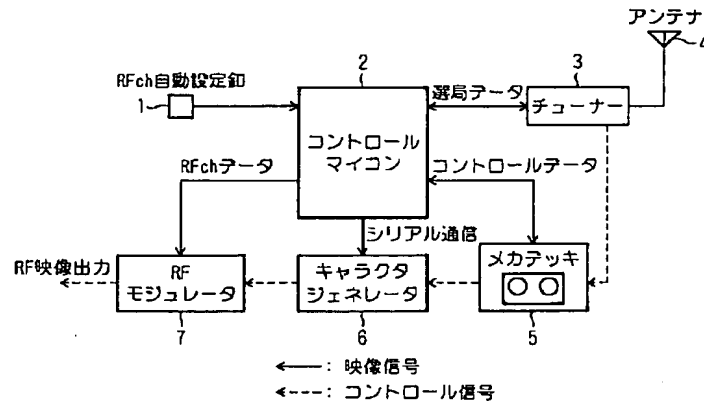 アンテナ
4
2
3
RFch自動設定釦
1
選局データ
チューナー
コントロール
マイコン
RFchデータ
コントロールデータ
シリアル通信
メカデッキ
RF映像出力
RF
モジュレータ
キャラクタ
ジェネレータ
7
6
5
: 映像信号
: コントロール信号